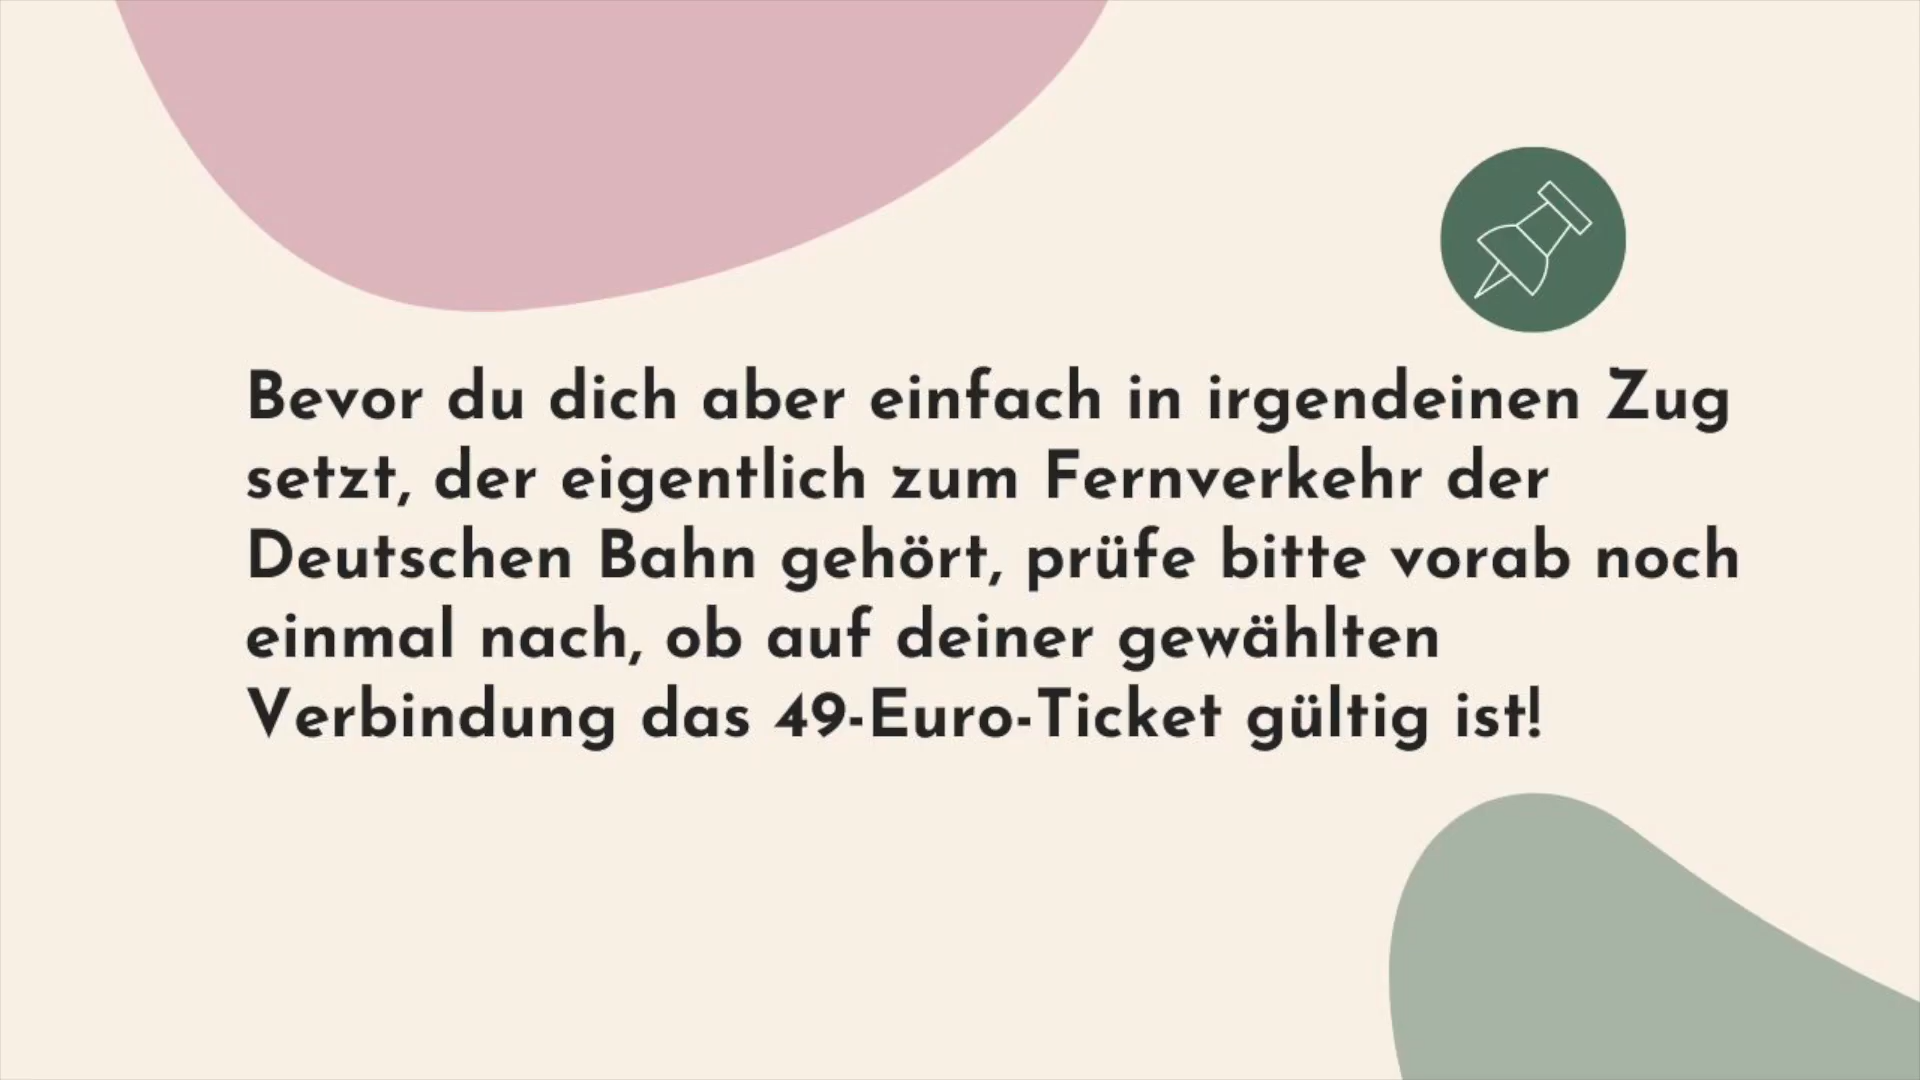 Bevor du dich aber einfach in irgendeinen Zug
setzt, der eigentlich zum Fernverkehr der
Deutschen Bahn gehört, prüfe bitte vorab noch
einmal nach, ob auf deiner gewählten
Verbindung das 49-Euro-Ticket gültig ist!